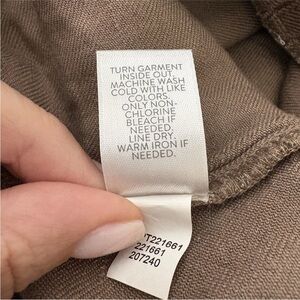 TURN GARMENT
INSIDE OUT.
MACHINE WASH
COLD WITH LIKE
COLORS.
ONLY NON-
CHLORINE
BLEACH IF
NEEDED.
LINE DRY.
WARM IRON IF
NEEDED.
221661
207240